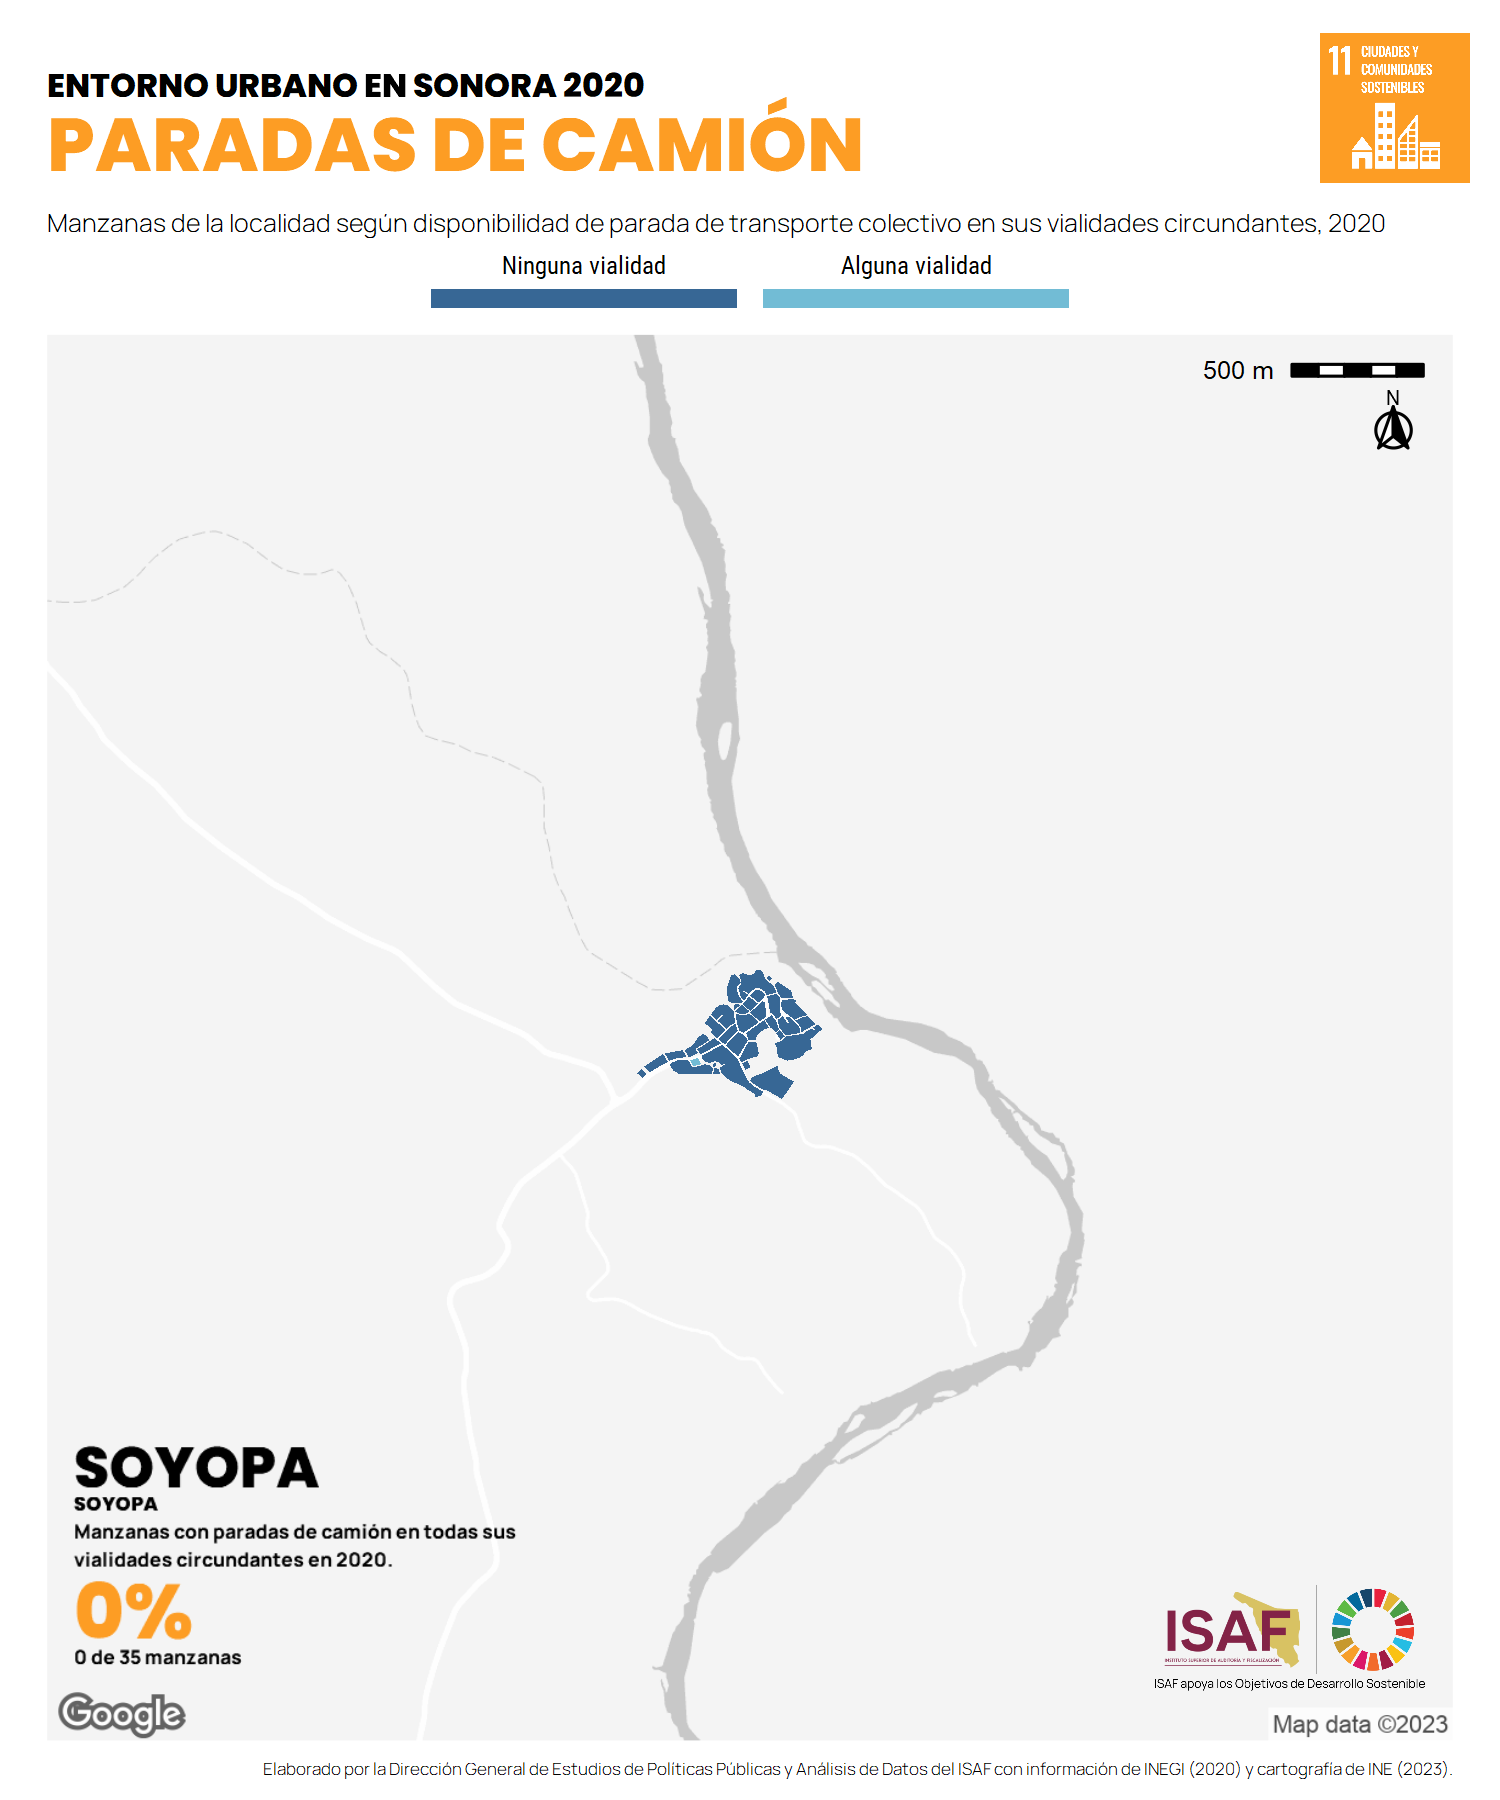 ENTORNO URBANO EN SONORA 2020
PARADAS DE CAMIÓN
11 CIUDADES Y
COMUNIDADES
SOSTENIBLES
Manzanas de la localidad según disponibilidad de parada de transporte colectivo en sus vialidades circundantes, 2020
Ninguna vialidad
Alguna vialidad
500 m
N
SOYOPA
SOYOPA
Manzanas con paradas de camión en todas sus
vialidades circundantes en 2020.
0%
0 de 35 manzanas
ISAF
INSTITUTO SUPERIOR DE AUDITORÍA Y FISCALIZACIÓN
ISAF apoya los Objetivos de Desarrollo Sostenible
Google
Map data ©2023
Elaborado por la Dirección General de Estudios de Políticas Públicas y Análisis de Datos del ISAF con información de INEGI (2020) y cartografía de INE (2023).